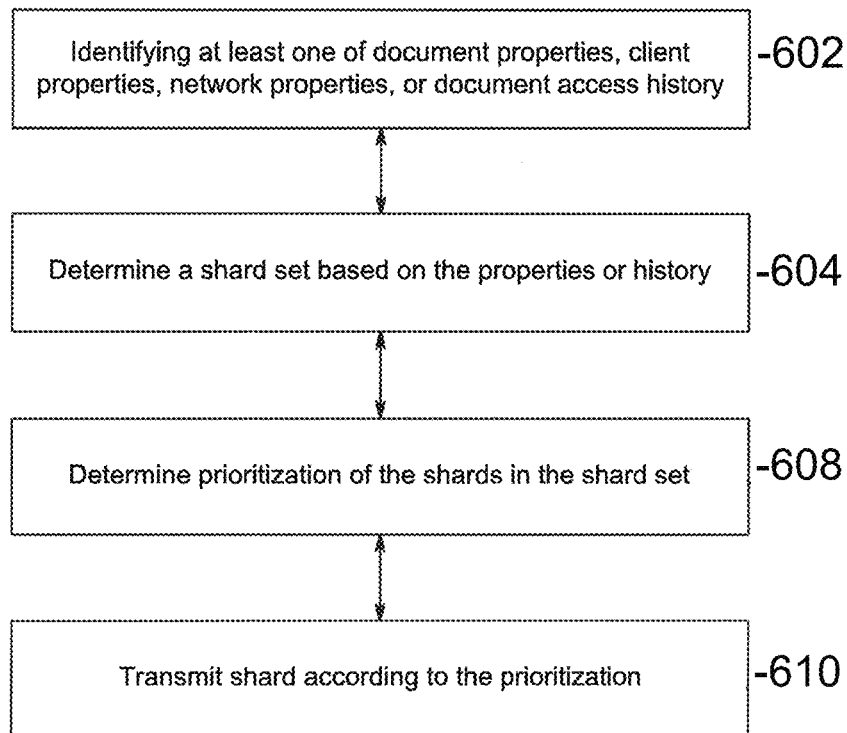 Identifying at least one of document properties, client
properties, network properties, or document access history
-602
Determine a shard set based on the properties or history
-604
Determine prioritization of the shards in the shard set
-608
Transmit shard according to the prioritization
-610